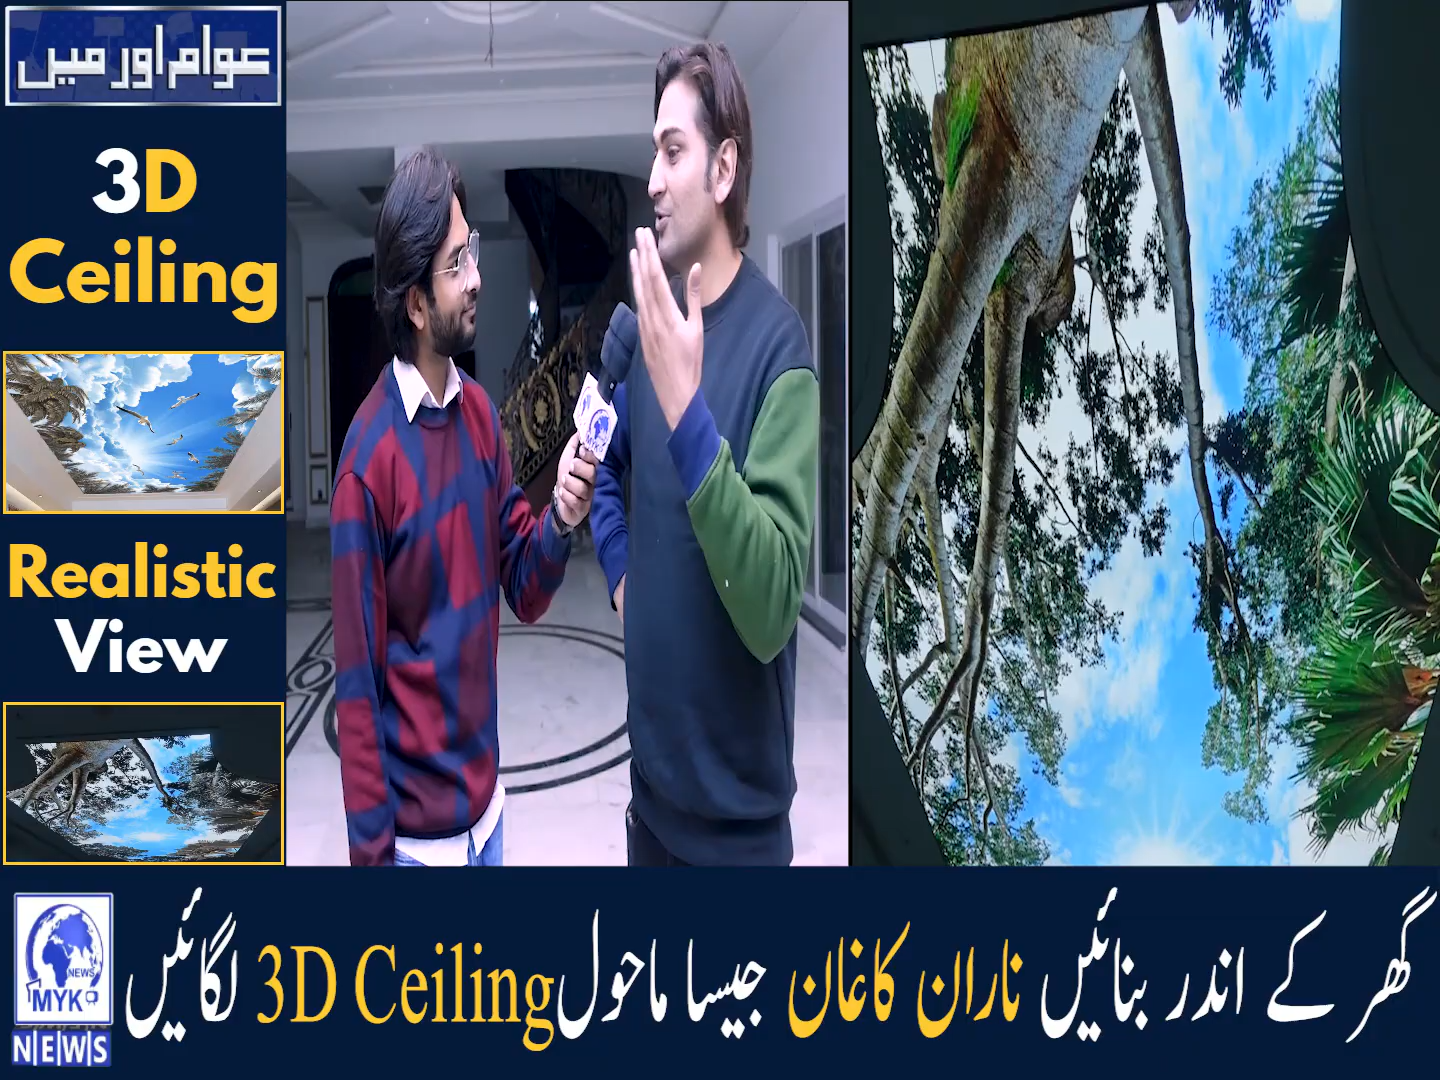 عوام اور میں
3D
Ceiling
Realistic
View
گھر کے اندر بنائیں ناران کاغان جیسا ماحول 3D Ceiling لگائیں
NEWS
MYK
NEWS